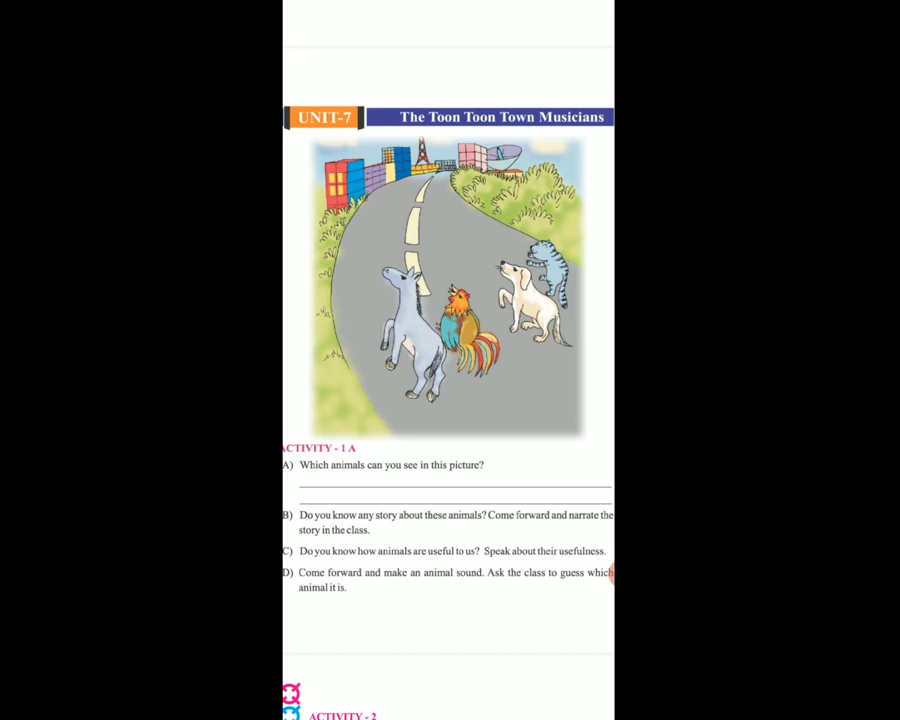 UNIT-7 The Toon Toon Town Musicians
ACTIVITY - 1 A
A) Which animals can you see in this picture?
B) Do you know any story about these animals? Come forward and narrate the
story in the class.
C) Do you know how animals are useful to us? Speak about their usefulness.
D) Come forward and make an animal sound. Ask the class to guess which
animal it is.
ACTIVITY - 2